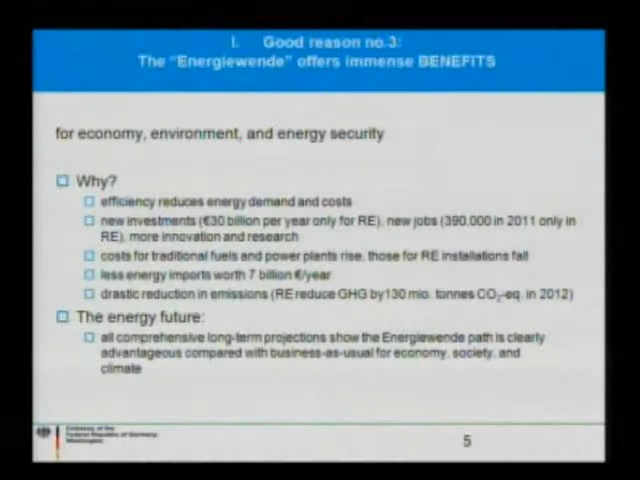 I. Good reason no.3:
The "Energiewende" offers immense BENEFITS
for economy, environment, and energy security
Why?
efficiency reduces energy demand and costs
new investments (€30 billion per year only for RE), new jobs (390.000 in 2011 only in
RE), more innovation and research
costs for traditional fuels and power plants rise, those for RE installations fall
less energy imports worth 7 billion €/year
drastic reduction in emissions (RE reduce GHG by 130 mio. tonnes CO₂-eq. in 2012)
The energy future:
all comprehensive long-term projections show the Energiewende path is clearly
advantageous compared with business-as-usual for economy, society, and
climate
Embassy of the
Federal Republic of Germany
Washington
5